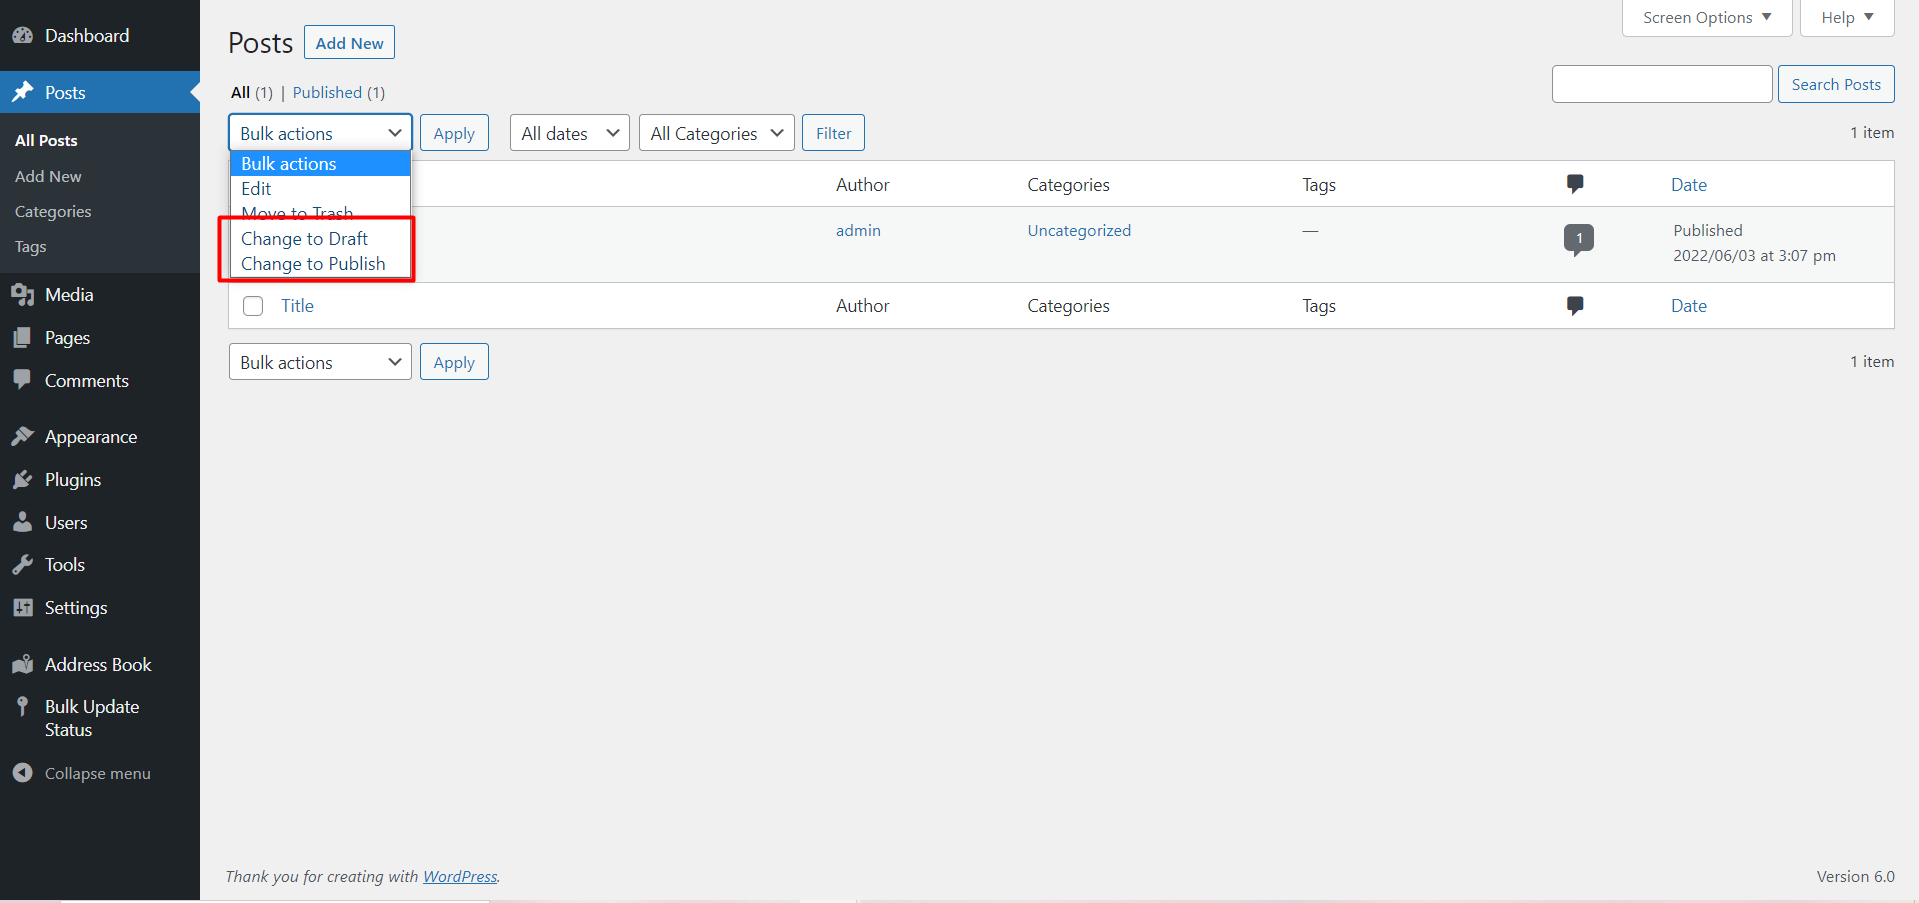 Dashboard
Posts
All Posts
Add New
Categories
Tags
Media
Pages
Comments
Appearance
Plugins
Users
Tools
Settings
Address Book
Bulk Update
Status
Collapse menu
Screen Options ▼
Help ▼
Posts Add New
All (1) | Published (1)
Search Posts
Bulk actions Apply All dates All Categories Filter 1 item
Bulk actions
Edit
Move to Trash
Change to Draft
Change to Publish
Author Categories Tags Date
admin Uncategorized — 1 Published
2022/06/03 at 3:07 pm
Title Author Categories Tags Date
Bulk actions Apply 1 item
Thank you for creating with WordPress. Version 6.0